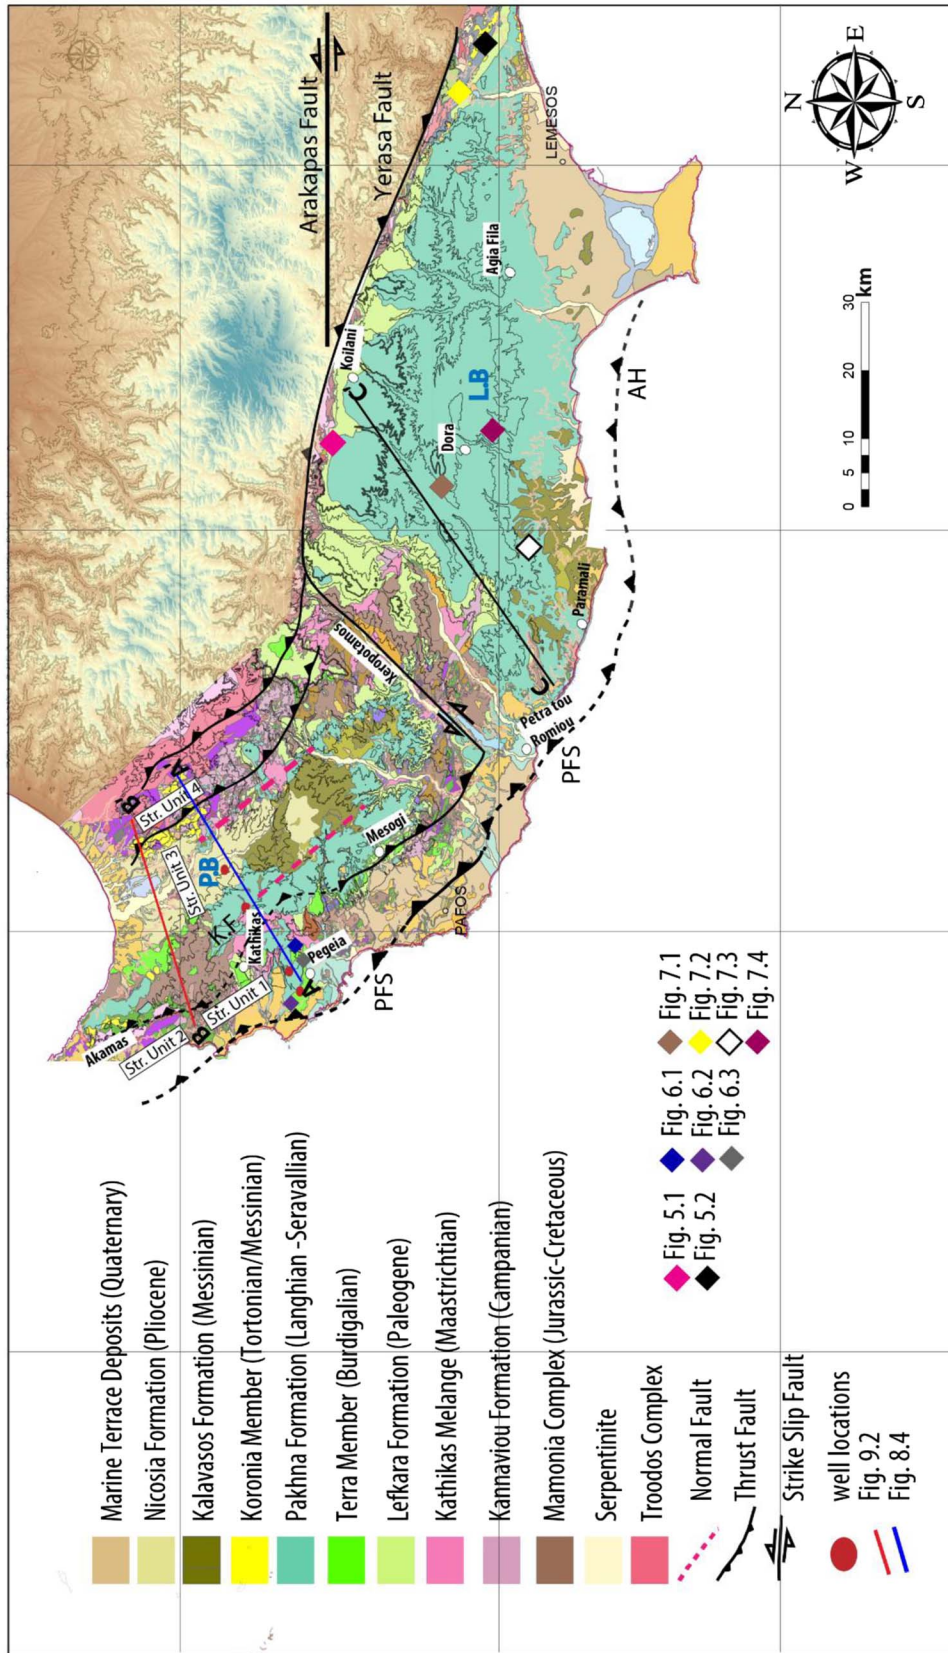 Marine Terrace Deposits (Quaternary)
Nicosia Formation (Pliocene)
Kalavasos Formation (Messinian)
Koronia Member (Tortonian/Messinian)
Pakhna Formation (Langhian -Seravallian)
Terra Member (Burdigalian)
Lefkara Formation (Paleogene)
Kathikas Melange (Maastrichtian)
Kannaviou Formation (Campanian)
Mamonia Complex (Jurassic-Cretaceous)
Serpentinite
Troodos Complex
Normal Fault
Thrust Fault
Strike Slip Fault
well locations
Fig. 9.2
Fig. 8.4
Fig. 5.1
Fig. 5.2
Fig. 6.1
Fig. 6.2
Fig. 6.3
Fig. 7.1
Fig. 7.2
Fig. 7.3
Fig. 7.4
Akamas
Str. Unit 2
B
Str. Unit 1
K.F
Kathikas
Str. Unit 3
P.B
B
Str. Unit 4
A
A
Pegeia
PFS
PAFOS
Mesogi
Xeropotamos
Petra tou
Romiou
PFS
C
Paramali
Dora
L.B
C
Koilani
Agia Fila
AH
LEMESOS
Arakapas Fault
Yerasa Fault
N
E
S
W
0 5 10 20 30
km